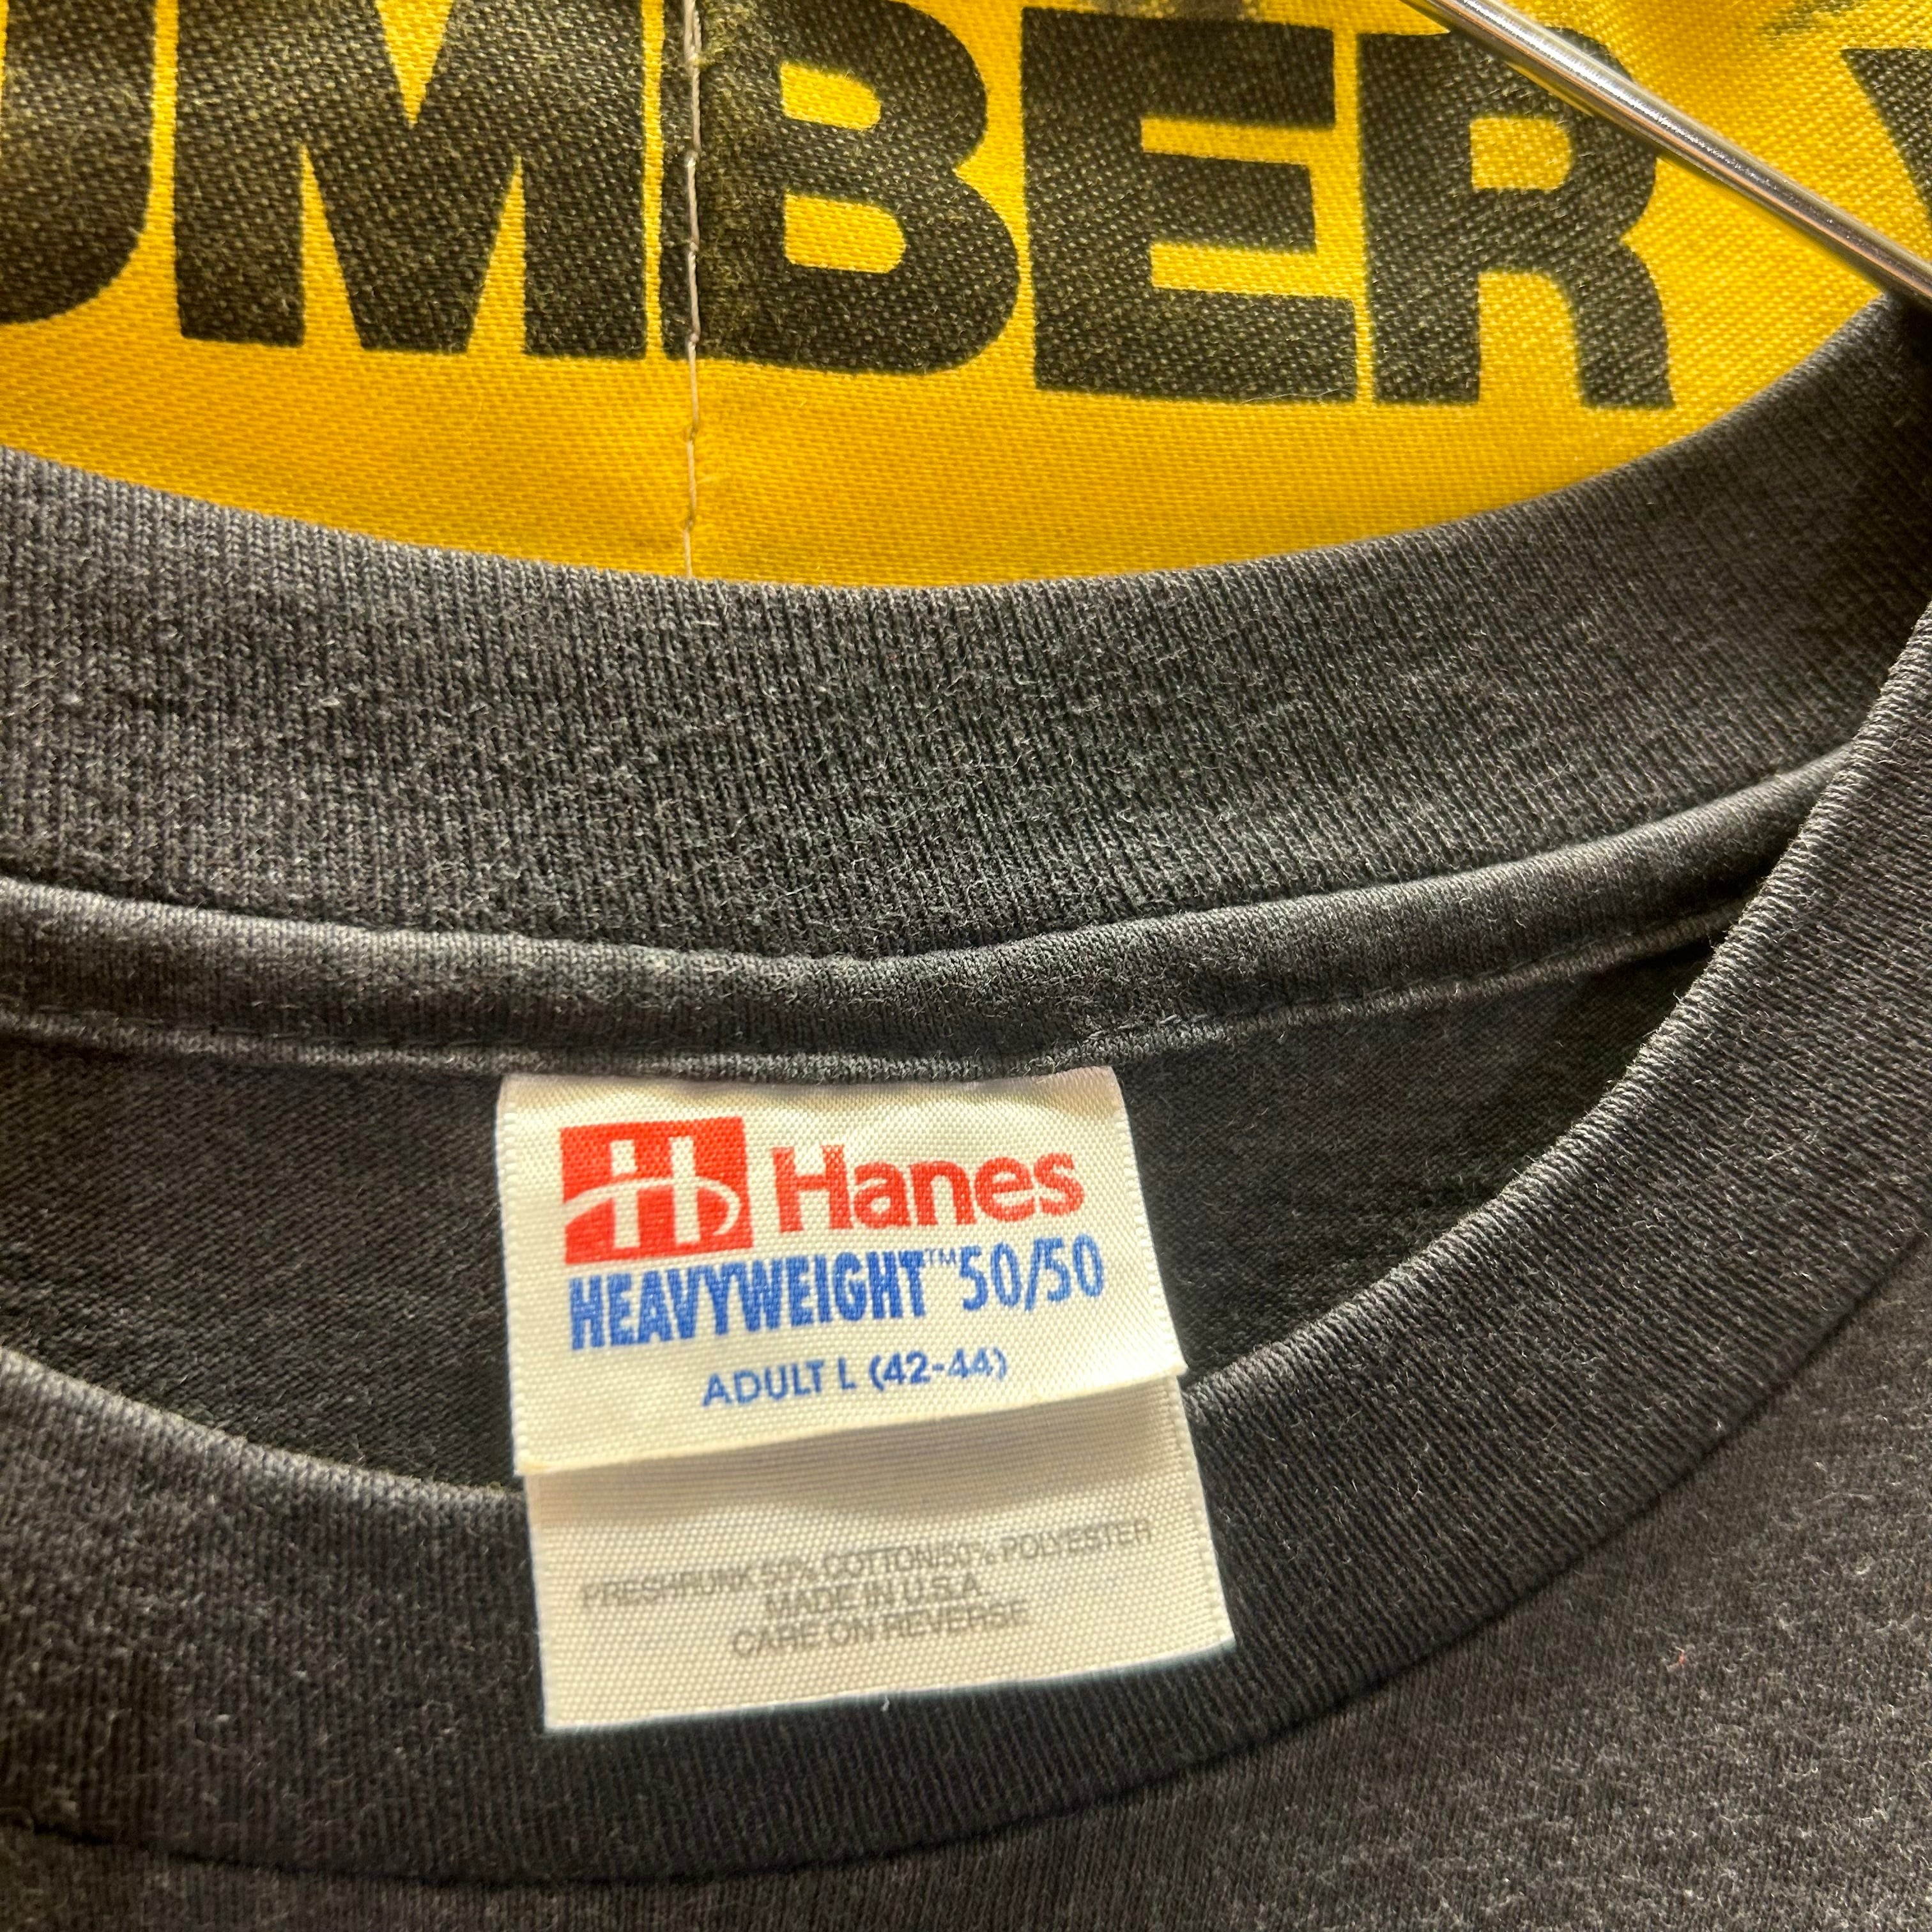 UMBER
Hanes
HEAVYWEIGHT™ 50/50
ADULT L (42-44)
PRESHRUNK 50% COTTON/50% POLYESTER
MADE IN U.S.A.
CARE ON REVERSE